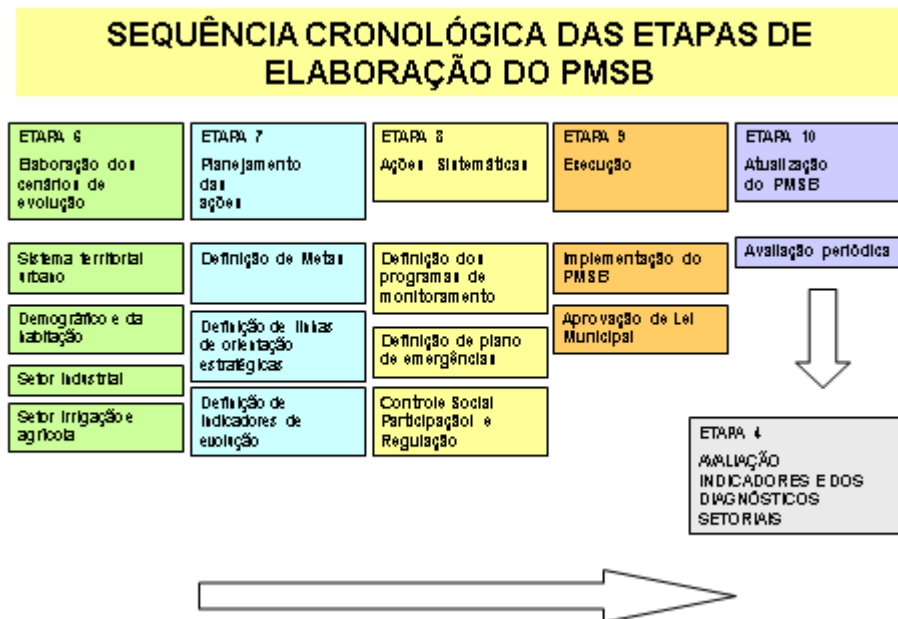 SEQUÊNCIA CRONOLÓGICA DAS ETAPAS DE
ELABORAÇÃO DO PMSB
ETAPA 6
Elaboração dos
cenários de
evolução
Sistema territorial
urbano
Demográfico e da
habitação
Setor Industrial
Setor Irrigação e
agrícola
ETAPA 7
Planejamento
das
ações
Definição de Metas
Definição de linhas
de orientação
estratégicas
Definição de
Indicadores de
evolução
ETAPA 8
Ações Sistemáticas
Definição dos
programas de
monitoramento
Definição de plano
de emergências
Controle Social
Participação e
Regulação
ETAPA 9
Execução
Implementação do
PMSB
Aprovação de Lei
Municipal
ETAPA 10
Atualização
do PMSB
Avaliação periódica
ETAPA 4
AVALIAÇÃO
INDICADORES E DOS
DIAGNÓSTICOS
SETORIAIS